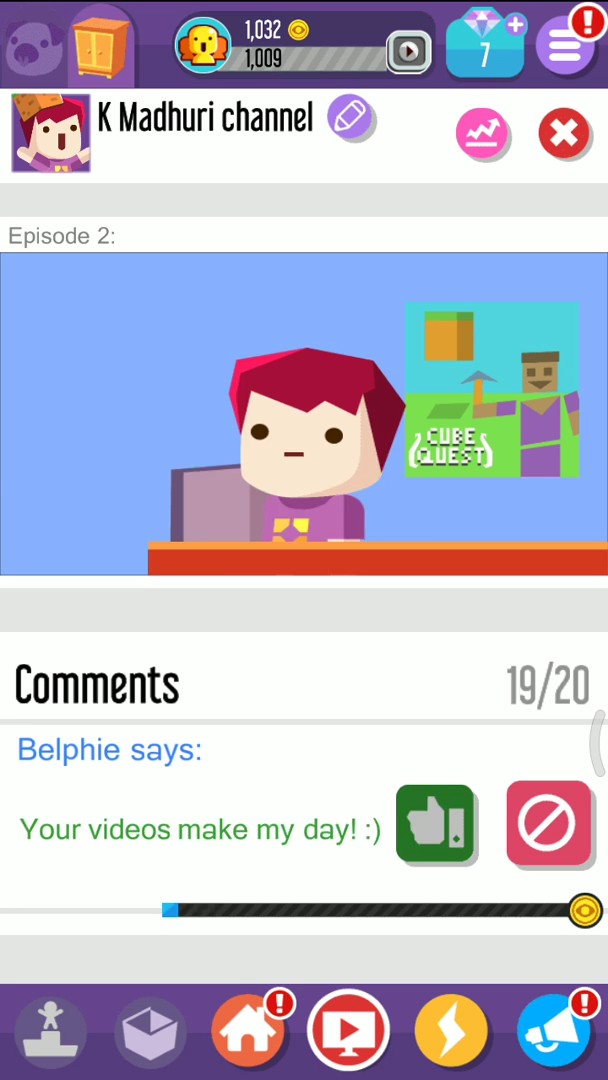 1,032
1,009
7
K Madhuri channel
Episode 2:
CUBE
QUEST
Comments
19/20
Belphie says:
Your videos make my day! :)